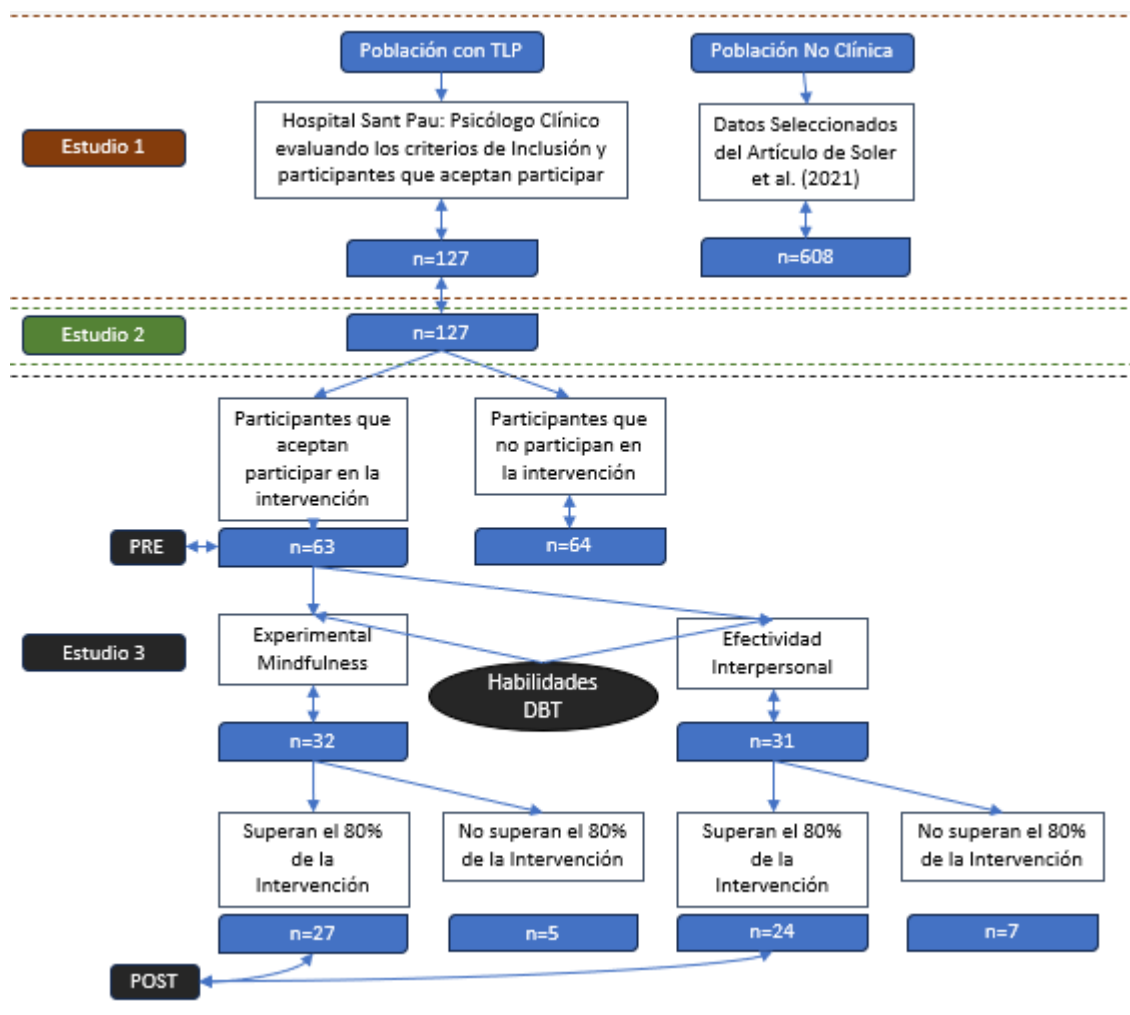 Población con TLP
Población No Clínica
Estudio 1
Hospital Sant Pau: Psicólogo Clínico
evaluando los criterios de Inclusión y
participantes que aceptan participar
Datos Seleccionados
del Artículo de Soler
et al. (2021)
n=127
n=608
Estudio 2
n=127
Participantes que
aceptan
participar en la
intervención
Participantes que
no participan en
la intervención
PRE
n=63
n=64
Estudio 3
Experimental
Mindfulness
Habilidades
DBT
Efectividad
Interpersonal
n=32
n=31
Superan el 80%
de la
Intervención
No superan el 80%
de la Intervención
Superan el 80%
de la
Intervención
No superan el 80%
de la Intervención
n=27
n=5
n=24
n=7
POST